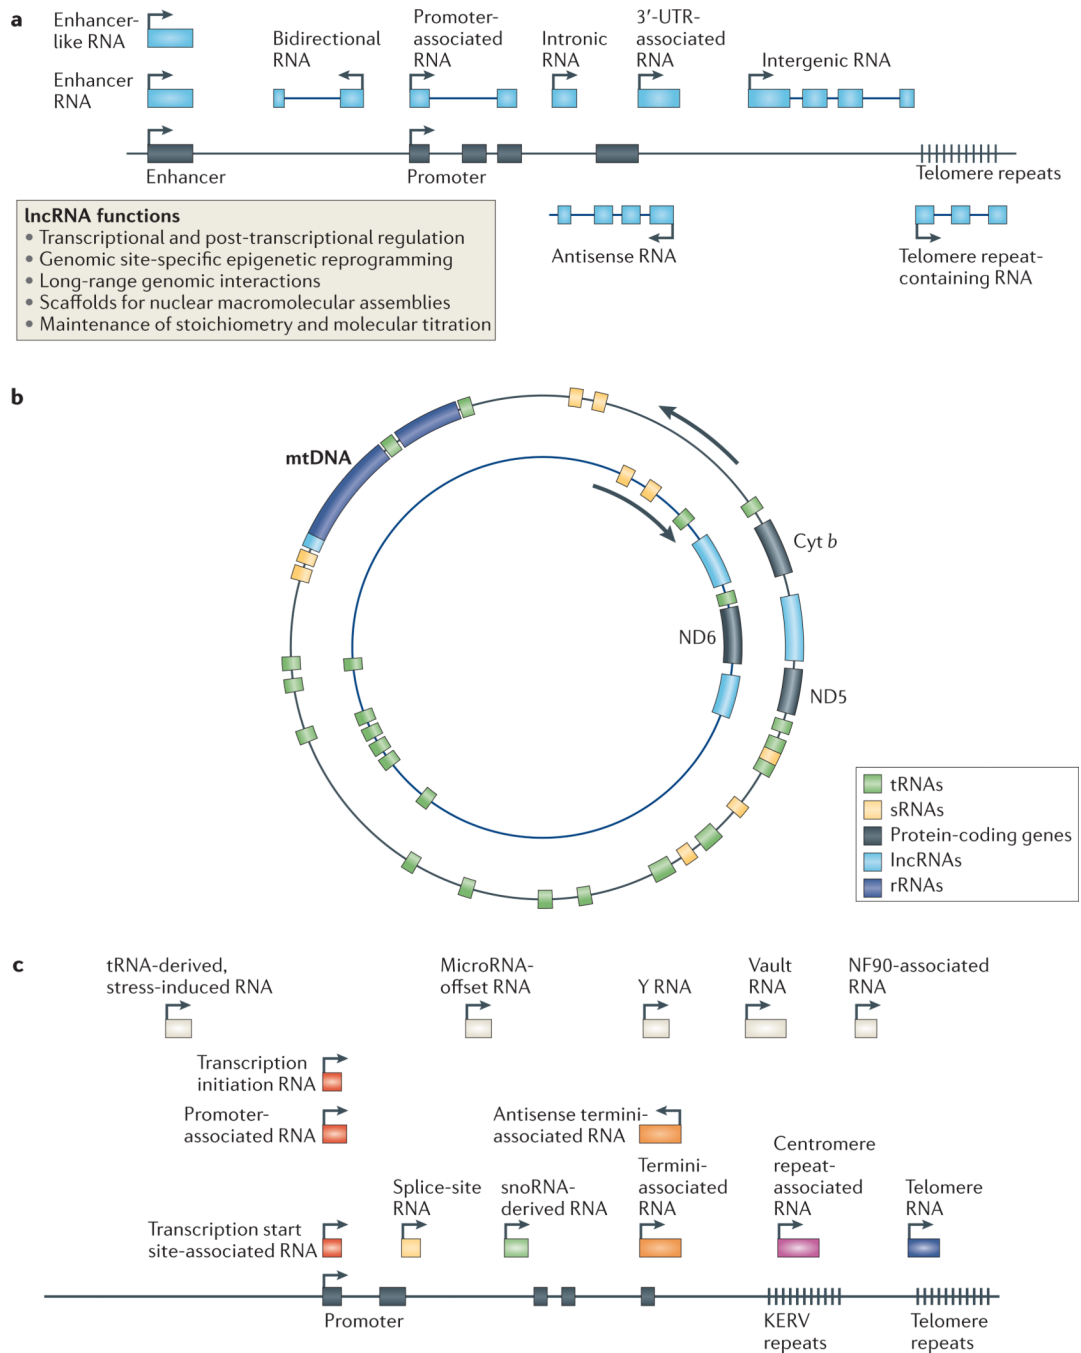 a
Enhancer-
like RNA
Enhancer
RNA
Bidirectional
RNA
Promoter-
associated
RNA
Intronic
RNA
3′-UTR-
associated
RNA
Intergenic RNA
Enhancer
Promoter
Telomere repeats
lncRNA functions
• Transcriptional and post-transcriptional regulation
• Genomic site-specific epigenetic reprogramming
• Long-range genomic interactions
• Scaffolds for nuclear macromolecular assemblies
• Maintenance of stoichiometry and molecular titration
Antisense RNA
Telomere repeat-
containing RNA
b
mtDNA
Cyt b
ND6
ND5
tRNAs
sRNAs
Protein-coding genes
lncRNAs
rRNAs
c
tRNA-derived,
stress-induced RNA
MicroRNA-
offset RNA
Y RNA
Vault
RNA
NF90-associated
RNA
Transcription
initiation RNA
Promoter-
associated RNA
Antisense termini-
associated RNA
Transcription start
site-associated RNA
Splice-site
RNA
snoRNA-
derived RNA
Termini-
associated
RNA
Centromere
repeat-
associated
RNA
Telomere
RNA
Promoter
KERV
repeats
Telomere
repeats